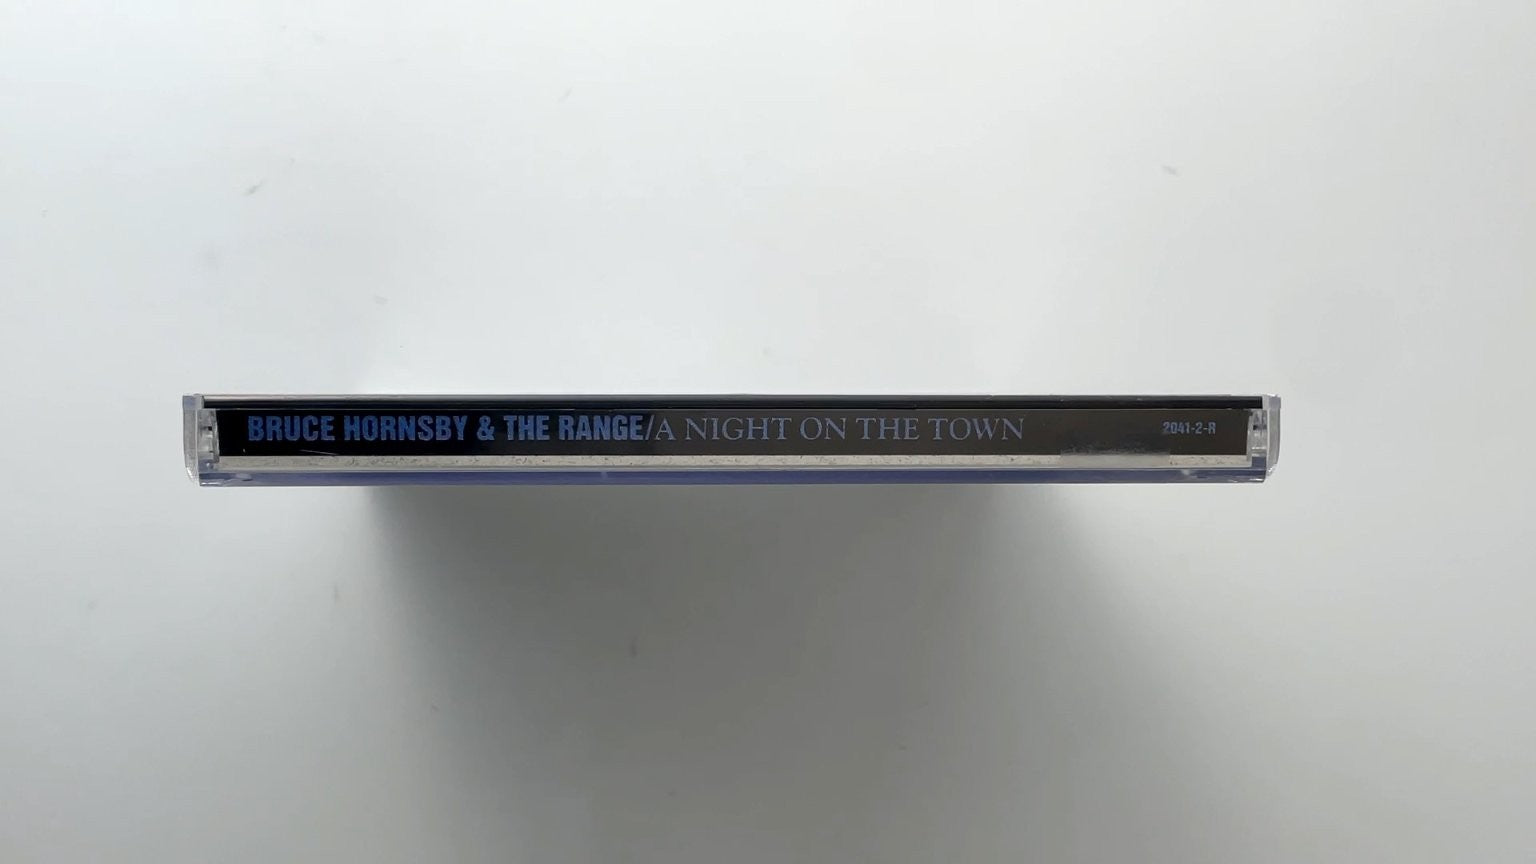 BRUCE HORNSBY & THE RANGE/A NIGHT ON THE TOWN 2041-2-R